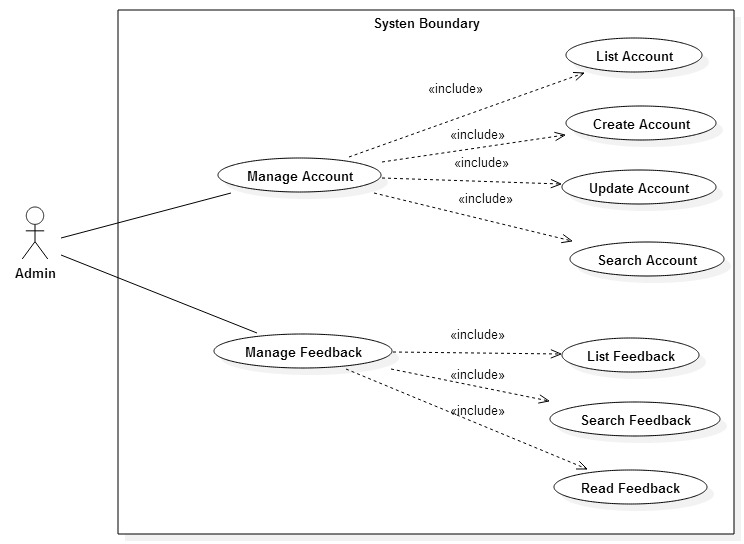 Systen Boundary
List Account
«include»
Create Account
«include»
«include»
Manage Account
Update Account
«include»
Search Account
Admin
«include»
Manage Feedback
List Feedback
«include»
«include»
Search Feedback
Read Feedback